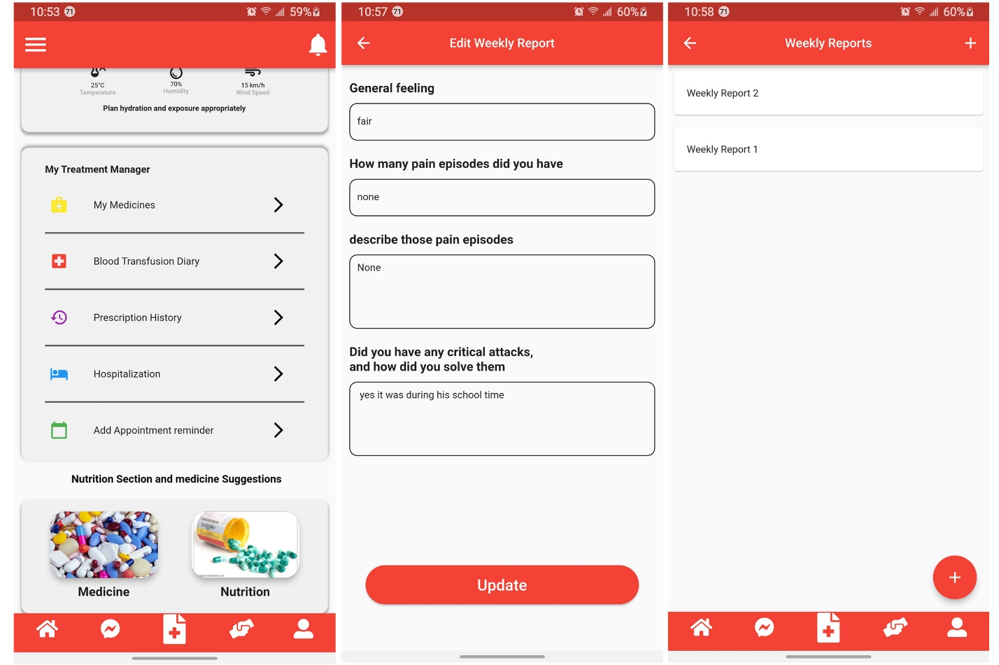 10:53 71 59%
25°C 70% 15 km/h
Temperature Humidity Wind Speed
Plan hydration and exposure appropriately
My Treatment Manager
My Medicines
Blood Transfusion Diary
Prescription History
Hospitalization
Add Appointment reminder
Nutrition Section and medicine Suggestions
www.medindia.net
Medicine Nutrition
10:57 71 60%
Edit Weekly Report
General feeling
fair
How many pain episodes did you have
none
describe those pain episodes
None
Did you have any critical attacks,
and how did you solve them
yes it was during his school time
Update
10:58 71 60%
Weekly Reports
Weekly Report 2
Weekly Report 1